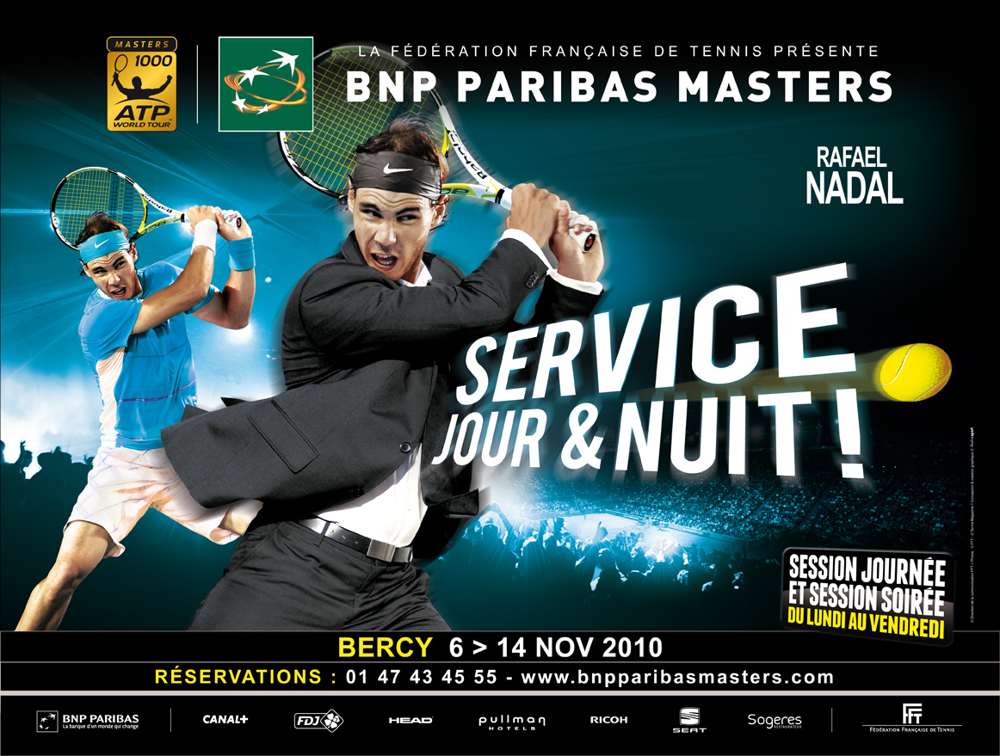 MASTERS
1000
ATP
WORLD TOUR
LA FÉDÉRATION FRANÇAISE DE TENNIS PRÉSENTE
BNP PARIBAS MASTERS
RAFAEL
NADAL
SERVICE
JOUR & NUIT !
SESSION JOURNÉE
ET SESSION SOIRÉE
DU LUNDI AU VENDREDI
BERCY 6 > 14 NOV 2010
RÉSERVATIONS : 01 47 43 45 55 - www.bnpparibasmasters.com
BNP PARIBAS
La banque d'un monde qui change
CANAL+
FDJ
HEAD
pullman
HOTELS
RICOH
SEAT
Sogeres
RESTAURATEUR
FFT
FÉDÉRATION FRANÇAISE DE TENNIS